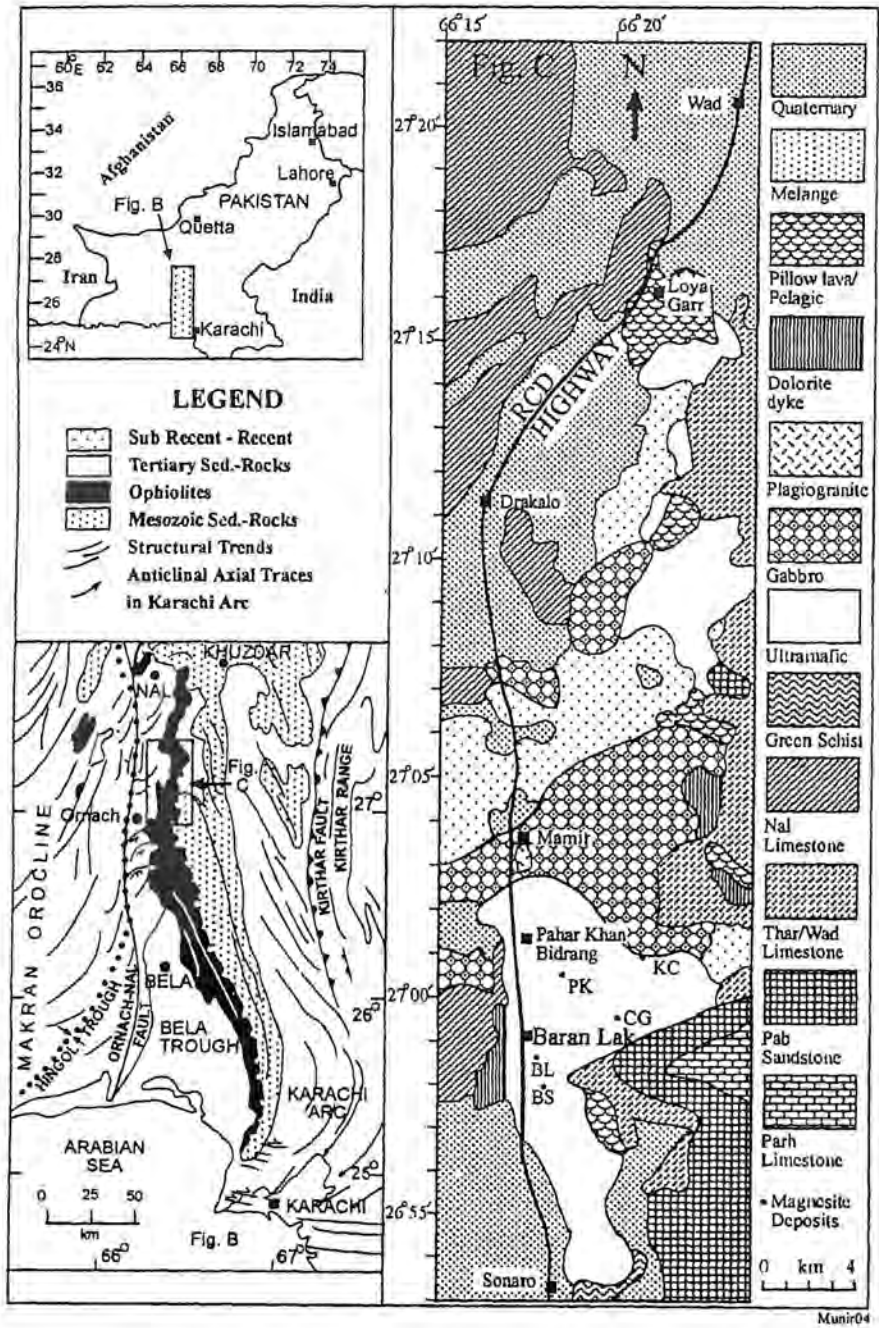 60°E 62 64 66 68 70 72 74
36
34
32
30
28
26
24°N
Afghanistan
Islamabad
Lahore
Fig. B
PAKISTAN
Quetta
Iran
India
Karachi
LEGEND
Sub Recent - Recent
Tertiary Sed.-Rocks
Ophiolites
Mesozoic Sed.-Rocks
Structural Trends
Anticlinal Axial Traces
in Karachi Arc
KHUZDAR
NAL
Fig.
C
Ornach
27°
MAKRAN OROCLINE
KIRTHAR FAULT
KIRTHAR RANGE
HINGOLA TROUGH
ORNACH-NAL
FAULT
BELA
BELA
TROUGH
26°
KARACHI
ARC
ARABIAN
SEA
25°
0 25 50
km
KARACHI
66° 67°
Fig. B
66°15' 66°20'
Fig. C
N
Wad
27°20'
Loya
Garr
27°15'
RCD
HIGHWAY
Drakalo
27°10'
27°05'
Mamir
Pahar Khan
Bidrang
KC
PK
27°00'
CG
Baran Lak
BL
BS
26°55'
Sonaro
Quaternary
Melange
Pillow lava/
Pelagic
Dolorite
dyke
Plagiogranite
Gabbro
Ultramafic
Green Schist
Nal
Limestone
Thar/Wad
Limestone
Pab
Sandstone
Parh
Limestone
Magnesite
Deposits
0 km 4
Munir04